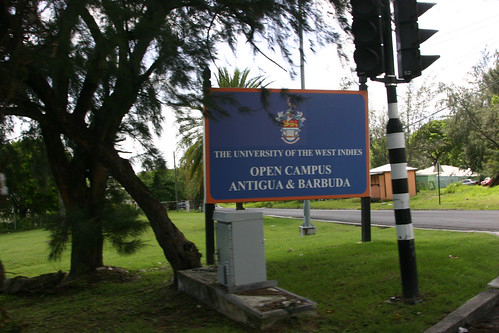 THE UNIVERSITY OF THE WEST INDIES
OPEN CAMPUS
ANTIGUA & BARBUDA